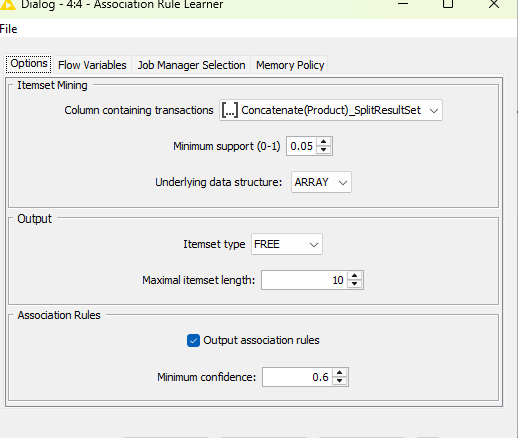 Dialog - 4:4 - Association Rule Learner
File
Options Flow Variables Job Manager Selection Memory Policy
Itemset Mining
Column containing transactions [...] Concatenate(Product)_SplitResultSet
Minimum support (0-1) 0.05
Underlying data structure: ARRAY
Output
Itemset type FREE
Maximal itemset length: 10
Association Rules
Output association rules
Minimum confidence: 0.6